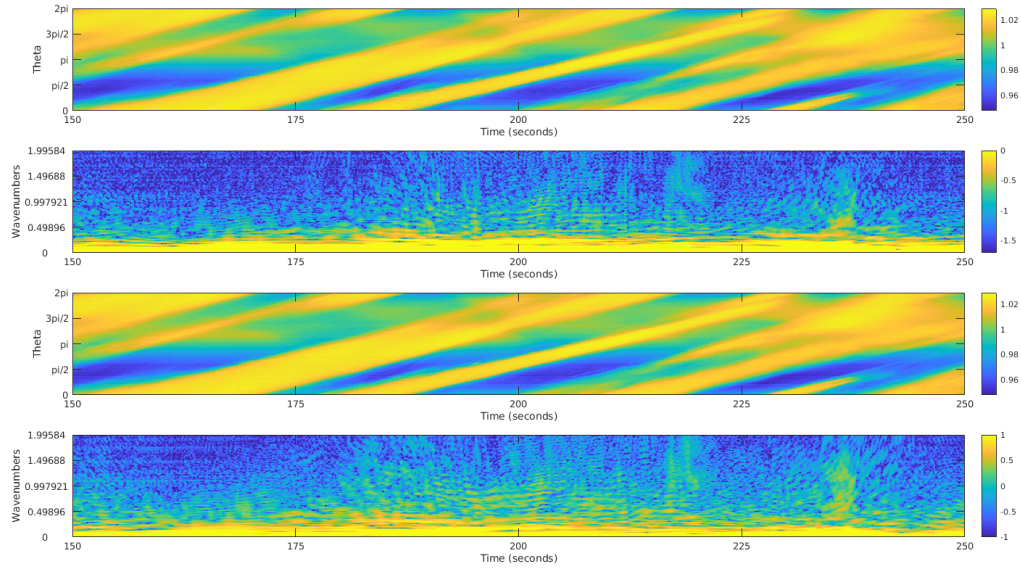 2pi
3pi/2
pi
pi/2
0
Theta
150 175 200 225 250
Time (seconds)
1.02
1
0.98
0.96
1.99584
1.49688
0.997921
0.49896
0
Wavenumbers
150 175 200 225 250
Time (seconds)
0
-0.5
-1
-1.5
2pi
3pi/2
pi
pi/2
0
Theta
150 175 200 225 250
Time (seconds)
1.02
1
0.98
0.96
1.99584
1.49688
0.997921
0.49896
0
Wavenumbers
150 175 200 225 250
Time (seconds)
1
0.5
0
-0.5
-1